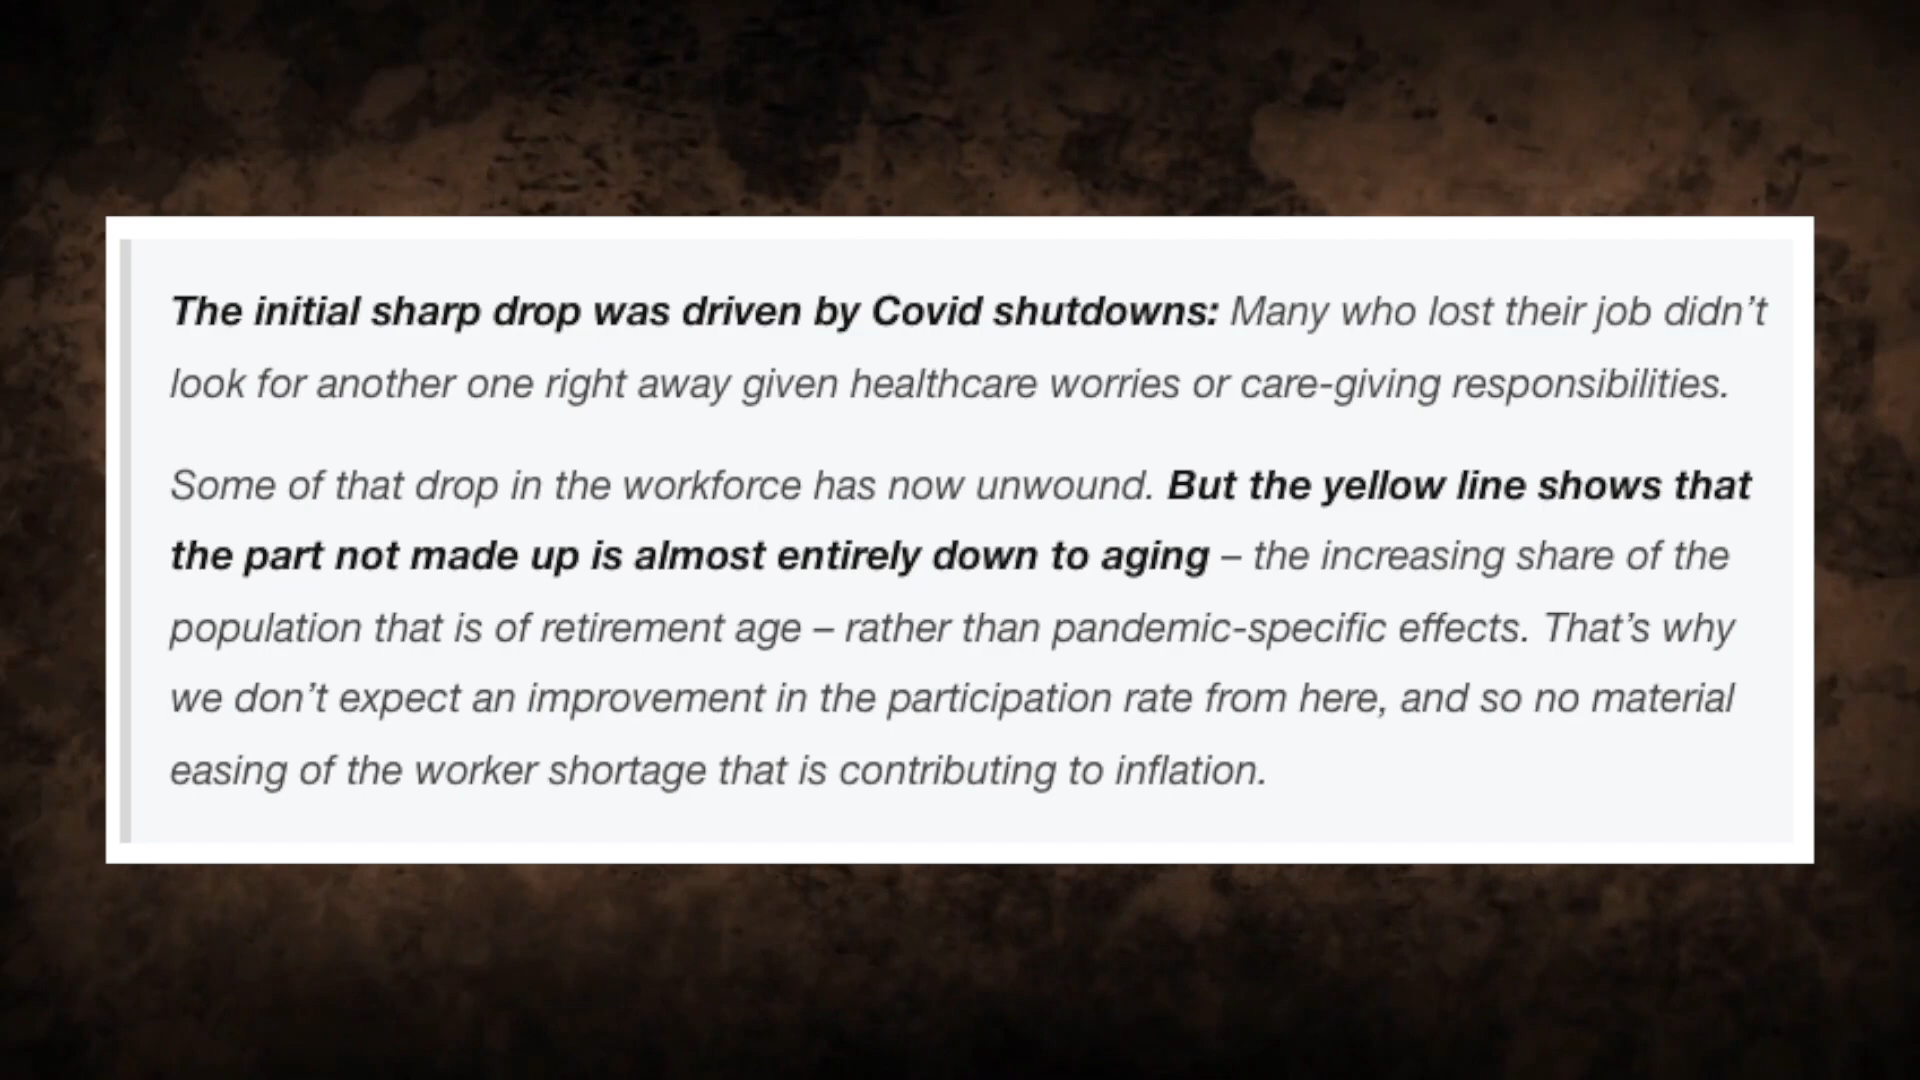 The initial sharp drop was driven by Covid shutdowns: Many who lost their job didn’t
look for another one right away given healthcare worries or care-giving responsibilities.
Some of that drop in the workforce has now unwound. But the yellow line shows that
the part not made up is almost entirely down to aging – the increasing share of the
population that is of retirement age – rather than pandemic-specific effects. That’s why
we don’t expect an improvement in the participation rate from here, and so no material
easing of the worker shortage that is contributing to inflation.